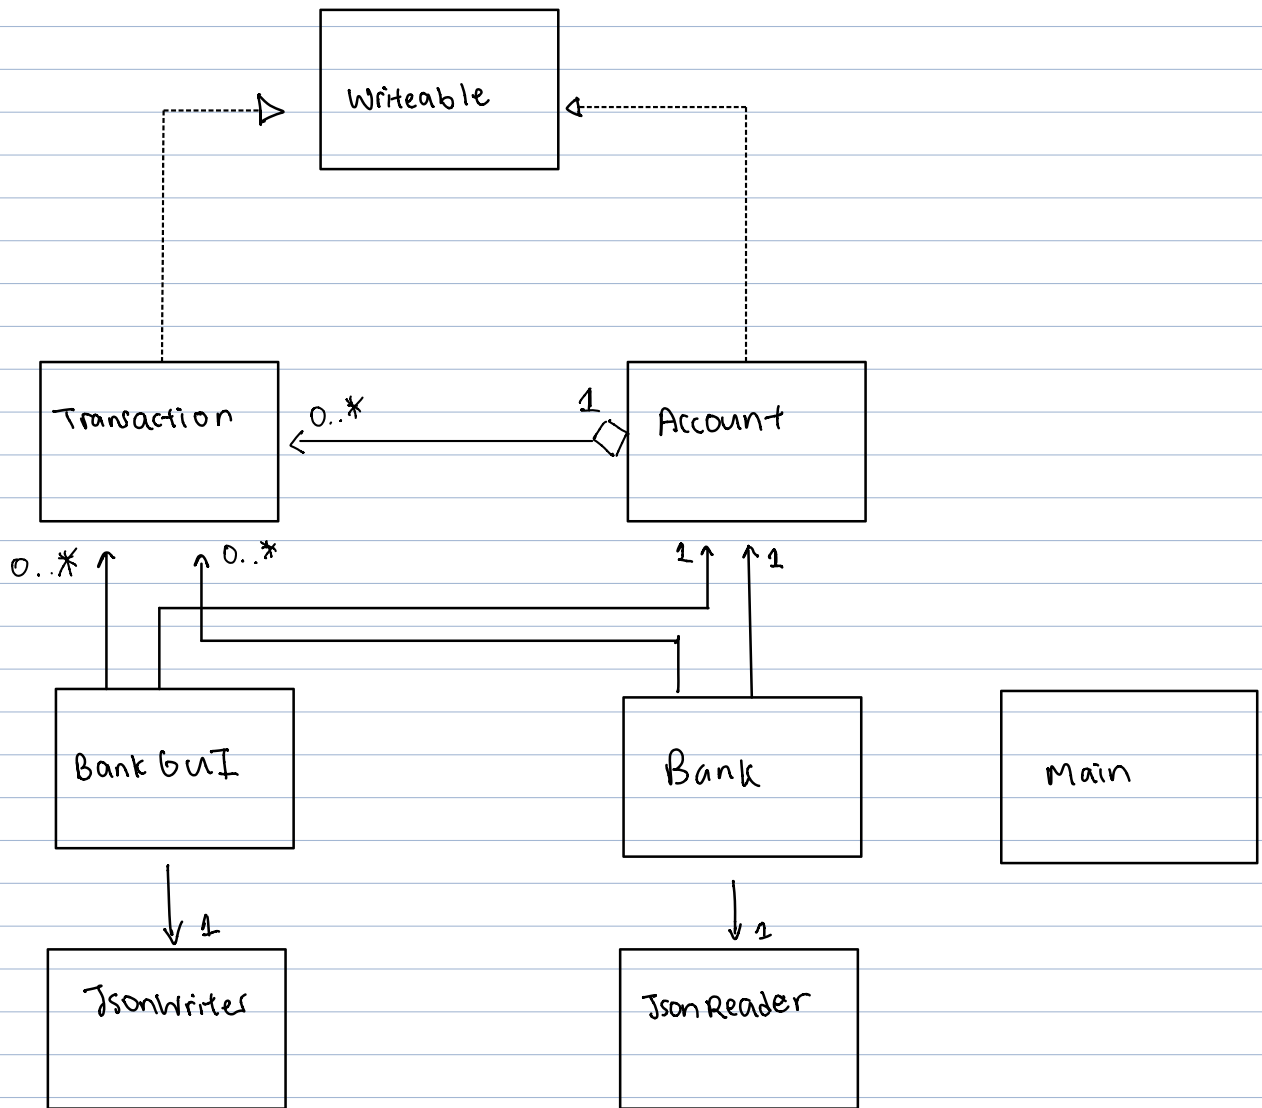 Writeable
Transaction
0..*
1
Account
0..*
0..*
1
1
BankGUI
Bank
Main
1
1
JsonWriter
JsonReader